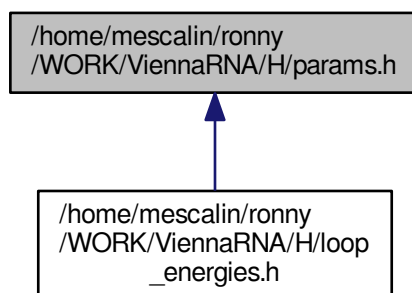 /home/mescalin/ronny
/WORK/ViennaRNA/H/params.h
/home/mescalin/ronny
/WORK/ViennaRNA/H/loop
_energies.h